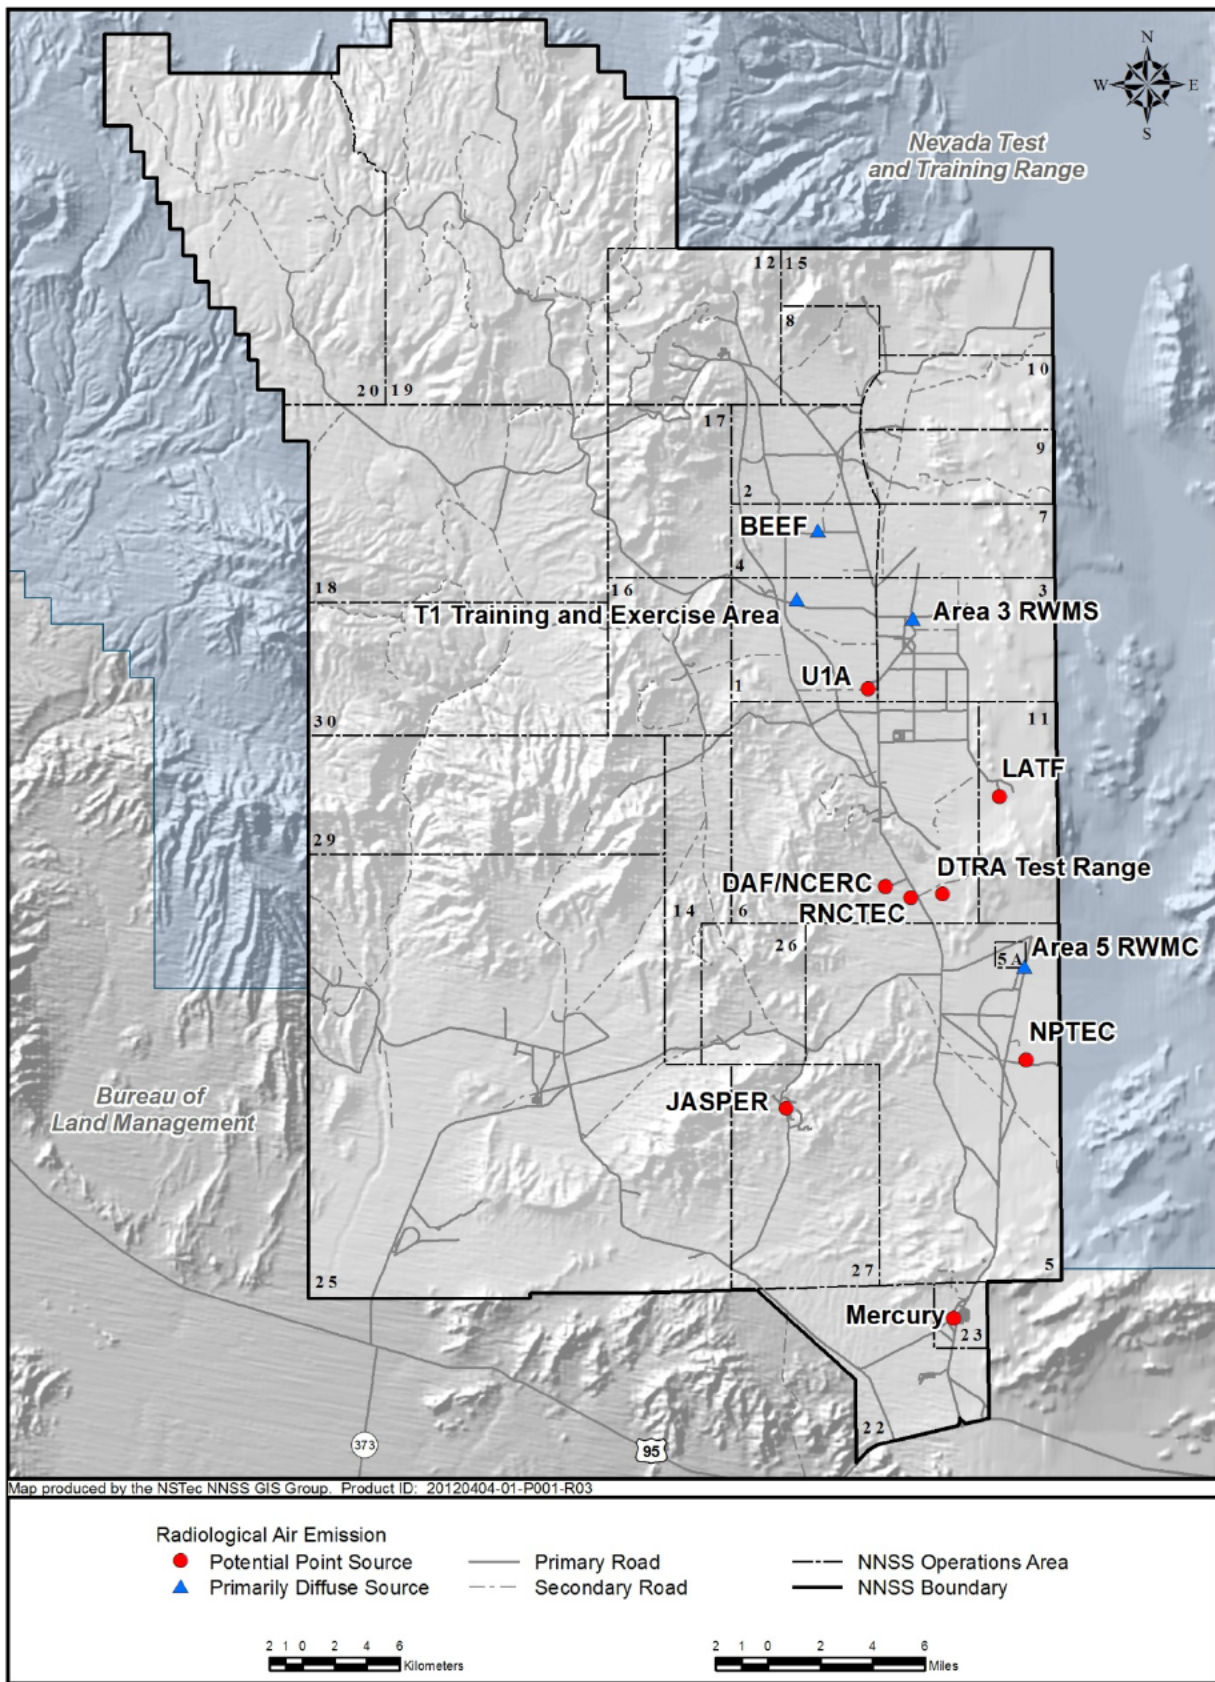 N
W E
S
Nevada Test
and Training Range
12 15
8
10
20 19
17
9
2
7
BEEF
4
18
16
3
T1 Training and Exercise Area
Area 3 RWMS
U1A
1
30
11
LATF
29
DTRA Test Range
DAF/NCERC
RNCTEC
14
6
26
Area 5 RWMC
5A
NPTEC
Bureau of
Land Management
JASPER
25
27
5
Mercury
23
22
373
95
Map produced by the NSTec NNSS GIS Group. Product ID: 20120404-01-P001-R03
Radiological Air Emission
Potential Point Source
Primary Road
NNSS Operations Area
Primarily Diffuse Source
Secondary Road
NNSS Boundary
2 1 0 2 4 6
Kilometers
2 1 0 2 4 6
Miles